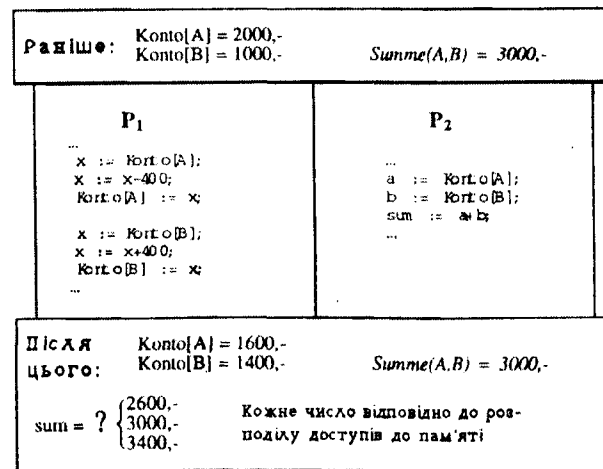 Раніше: Konto[A] = 2000,-
Konto[B] = 1000,- Summe(A,B) = 3000,-
P1
...
x := Konto[A];
x := x-400;
Konto[A] := x;
x := Konto[B];
x := x+400;
Konto[B] := x;
...
P2
...
a := Konto[A];
b := Konto[B];
sum := a+b;
...
Після цього: Konto[A] = 1600,-
Konto[B] = 1400,- Summe(A,B) = 3000,-
sum = ? { 2600,-
3000,-
3400,-
Кожне число відповідно до роз-
поділу доступів до пам'яті